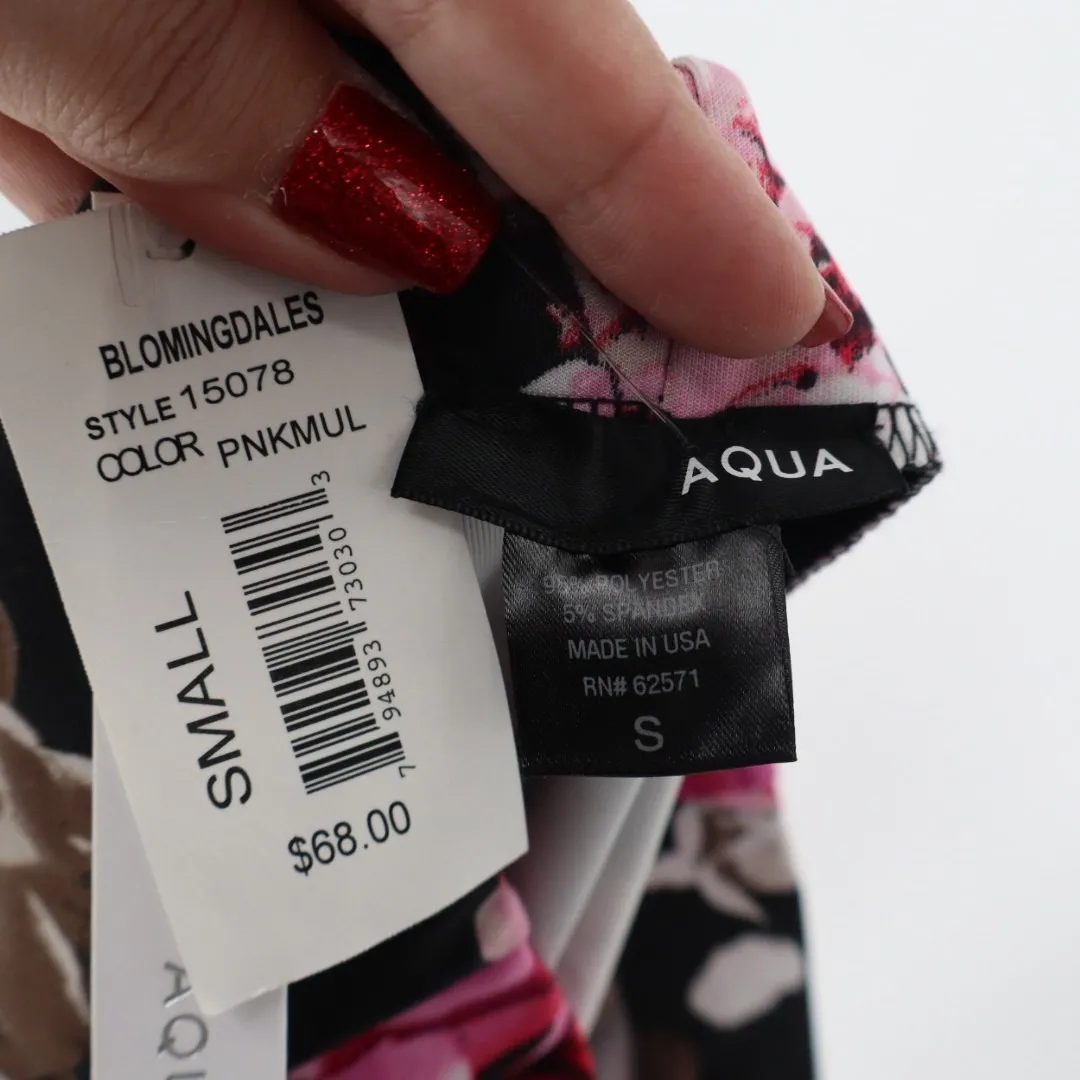 BLOMINGDALES
STYLE 15078
COLOR PNKMUL
7 94893 73030 3
SMALL
$68.00
AQUA
95% POLYESTER
5% SPANDEX
MADE IN USA
RN# 62571
S
AQU